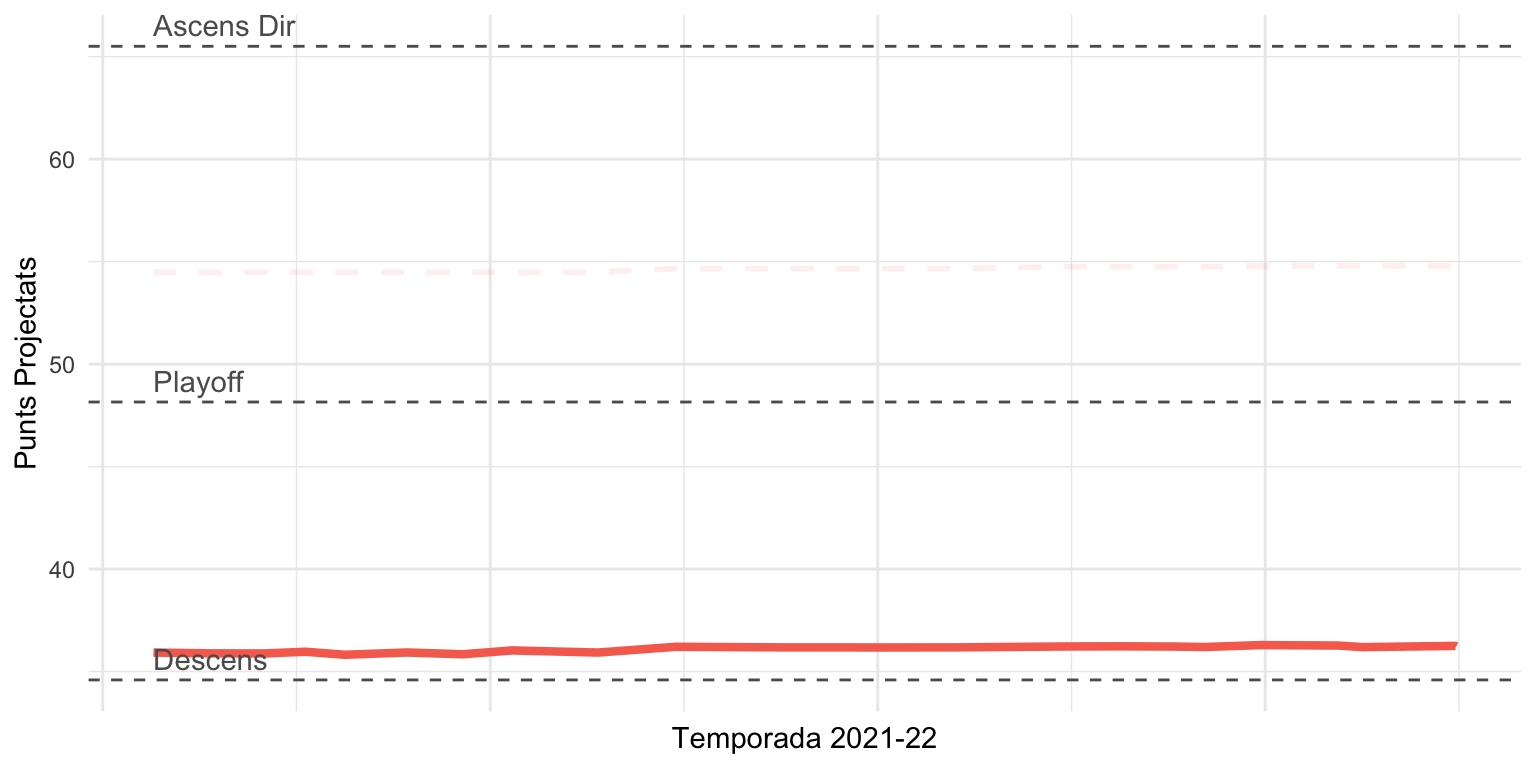 Ascens Dir
60
50
Playoff
Punts Projectats
40
Descens
Temporada 2021-22